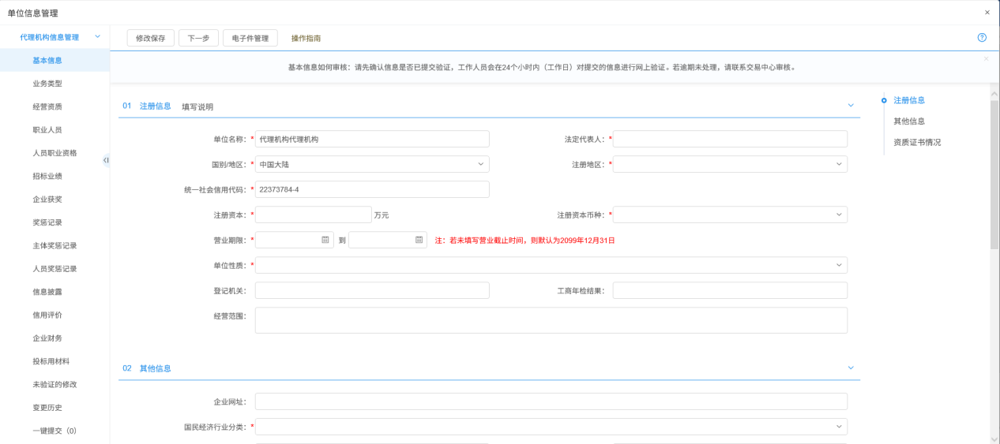 单位信息管理
代理机构信息管理
基本信息
业务类型
经营资质
职业人员
人员职业资格
招标业绩
企业获奖
奖惩记录
主体奖惩记录
人员奖惩记录
信息披露
信用评价
企业财务
投标用材料
未验证的修改
变更历史
一键提交（0）
修改保存 下一步 电子件管理 操作指南
基本信息如何审核：请先确认信息是否已提交验证，工作人员会在24个小时内（工作日）对提交的信息进行网上验证。若逾期未处理，请联系交易中心审核。
01 注册信息 填写说明
单位名称：* 代理机构代理机构 法定代表人：*
国别/地区：* 中国大陆 注册地区：*
统一社会信用代码：* 22373784-4
注册资本：* 万元 注册资本币种：*
营业期限：* 到 注：若未填写营业截止时间，则默认为2099年12月31日
单位性质：*
登记机关： 工商年检结果：
经营范围：
02 其他信息
企业网址：
国民经济行业分类：*
注册信息
其他信息
资质证书情况